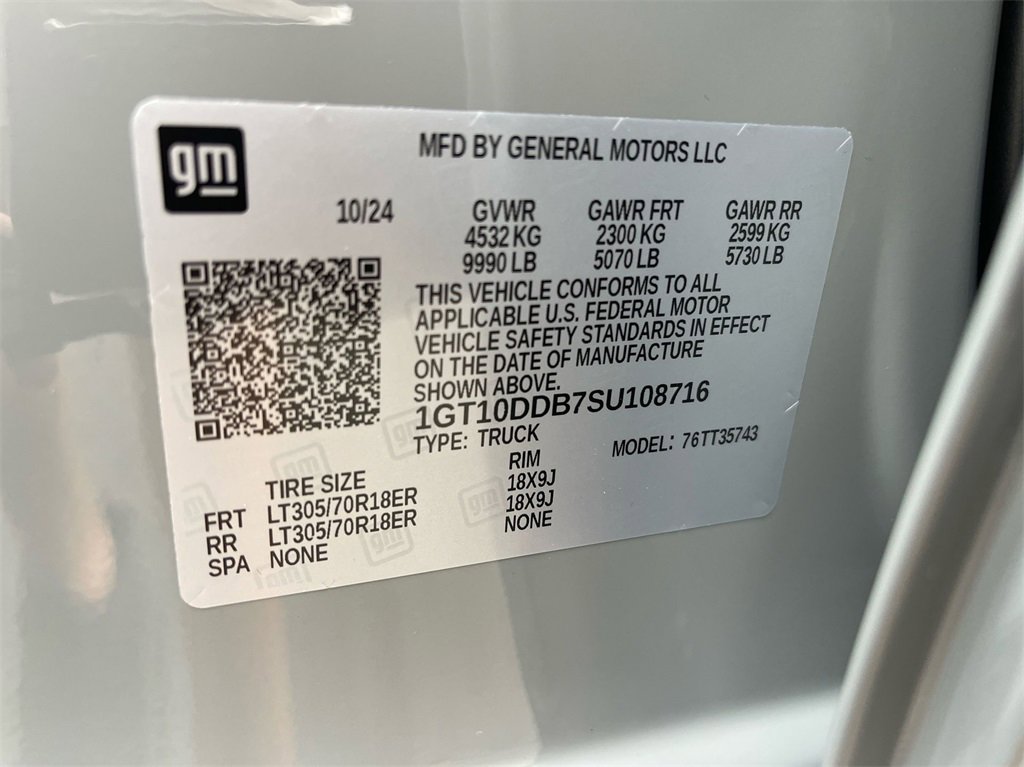 gm
MFD BY GENERAL MOTORS LLC
10/24 GVWR GAWR FRT GAWR RR
4532 KG 2300 KG 2599 KG
9990 LB 5070 LB 5730 LB
THIS VEHICLE CONFORMS TO ALL
APPLICABLE U.S. FEDERAL MOTOR
VEHICLE SAFETY STANDARDS IN EFFECT
ON THE DATE OF MANUFACTURE
SHOWN ABOVE.
1GT10DDB7SU108716
TYPE: TRUCK MODEL: 76TT35743
TIRE SIZE RIM
FRT LT305/70R18ER 18X9J
RR LT305/70R18ER 18X9J
SPA NONE NONE